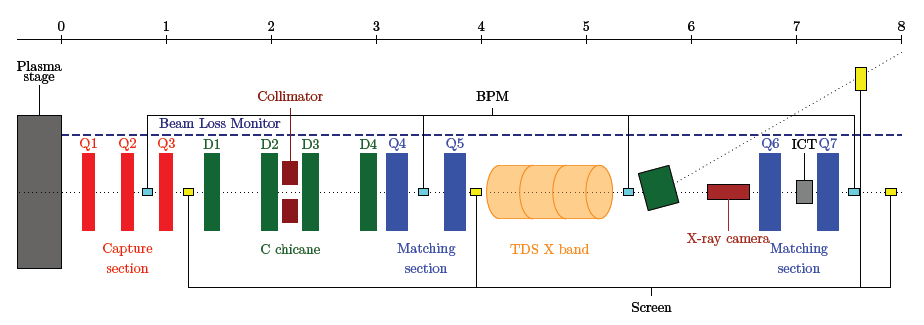 0 1 2 3 4 5 6 7 8
Plasma
stage
Collimator
BPM
Beam Loss Monitor
Q1 Q2 Q3 D1 D2 D3 D4 Q4 Q5 Q6 ICT Q7
X-ray camera
Capture
section
C chicane
Matching
section
TDS X band
Matching
section
Screen